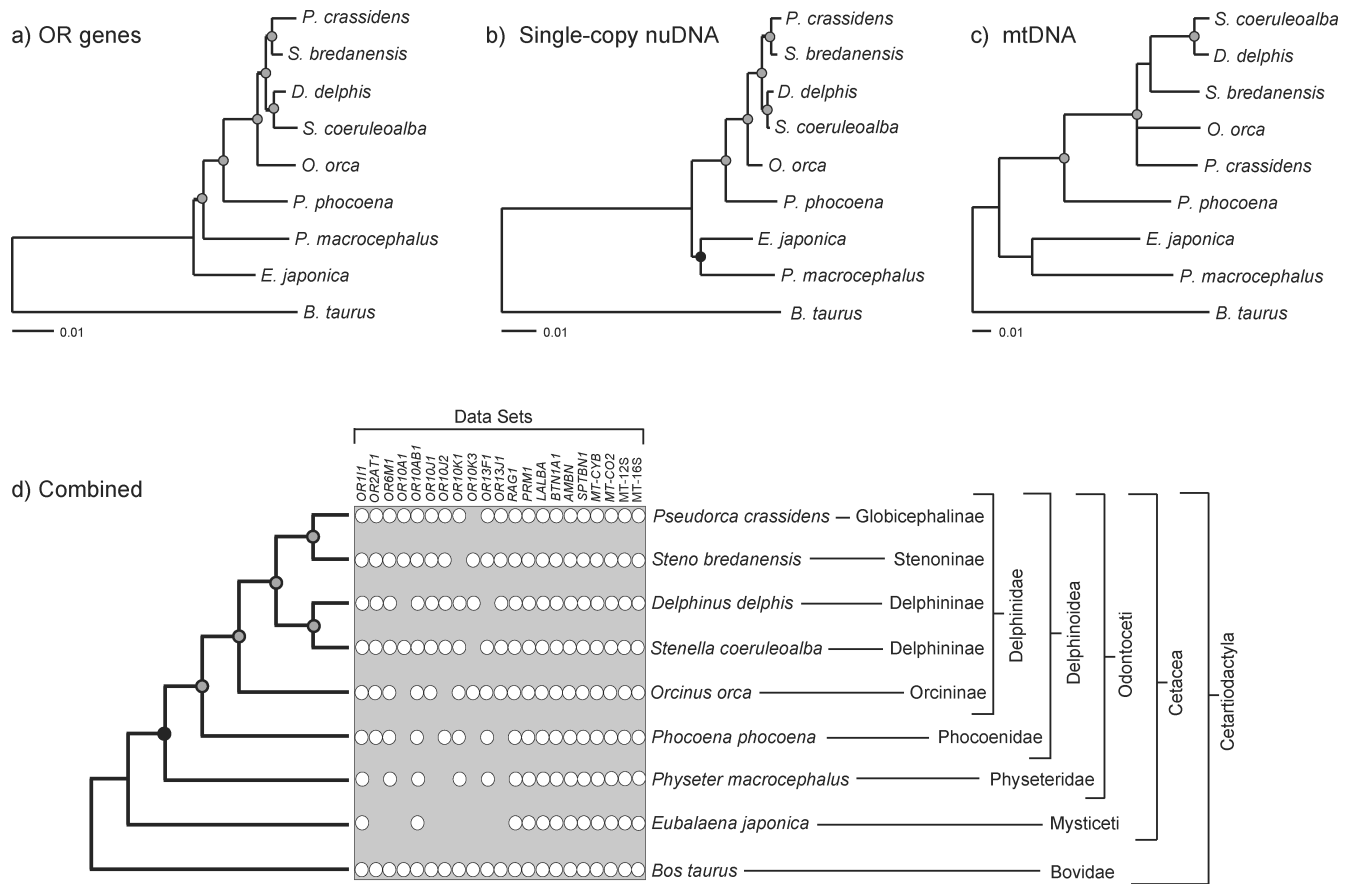 a) OR genes
P. crassidens
S. bredanensis
D. delphis
S. coeruleoalba
O. orca
P. phocoena
P. macrocephalus
E. japonica
B. taurus
0.01
b) Single-copy nuDNA
P. crassidens
S. bredanensis
D. delphis
S. coeruleoalba
O. orca
P. phocoena
E. japonica
P. macrocephalus
B. taurus
0.01
c) mtDNA
S. coeruleoalba
D. delphis
S. bredanensis
O. orca
P. crassidens
P. phocoena
E. japonica
P. macrocephalus
B. taurus
0.01
d) Combined
Data Sets
OR1I1
OR2AT1
OR6M1
OR10A1
OR10AB1
OR10J1
OR10J2
OR10K1
OR10K3
OR13F1
OR13J1
RAG1
PRM1
LALBA
BTN1A1
AMBN
SPTBN1
MT-CYB
MT-CO2
MT-12S
MT-16S
Pseudorca crassidens Globicephalinae
Steno bredanensis Stenoninae
Delphinus delphis Delphininae
Stenella coeruleoalba Delphininae
Orcinus orca Orcininae
Phocoena phocoena Phocoenidae
Physeter macrocephalus Physeteridae
Eubalaena japonica Mysticeti
Bos taurus Bovidae
Delphinidae
Delphinoidea
Odontoceti
Cetacea
Cetartiodactyla